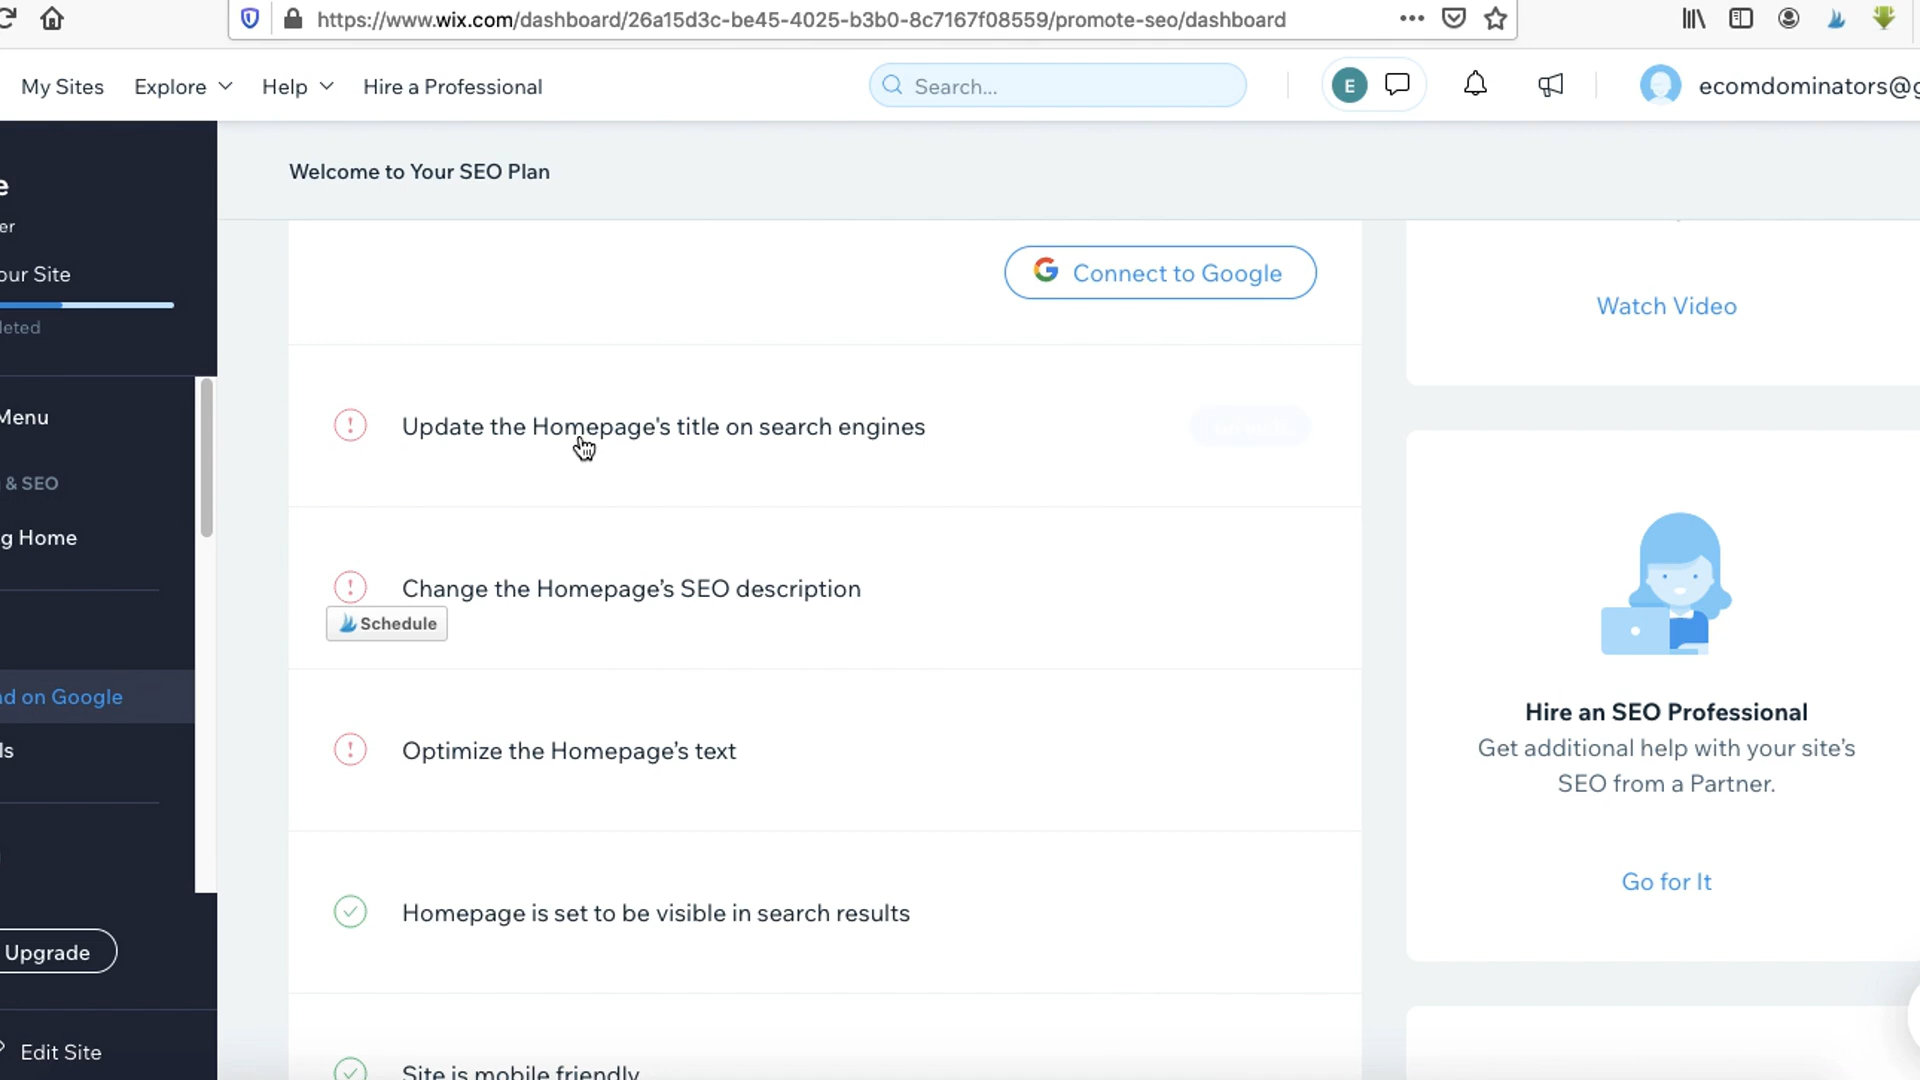 https://www.wix.com/dashboard/26a15d3c-be45-4025-b3b0-8c7167f08559/promote-seo/dashboard
My Sites Explore Help Hire a Professional
Search...
E
ecomdominators@g
e
er
our Site
leted
Menu
& SEO
g Home
nd on Google
ls
Upgrade
Edit Site
Welcome to Your SEO Plan
Connect to Google
Update the Homepage's title on search engines
Change the Homepage’s SEO description
Schedule
Optimize the Homepage’s text
Homepage is set to be visible in search results
Site is mobile friendly
Watch Video
Hire an SEO Professional
Get additional help with your site’s
SEO from a Partner.
Go for It